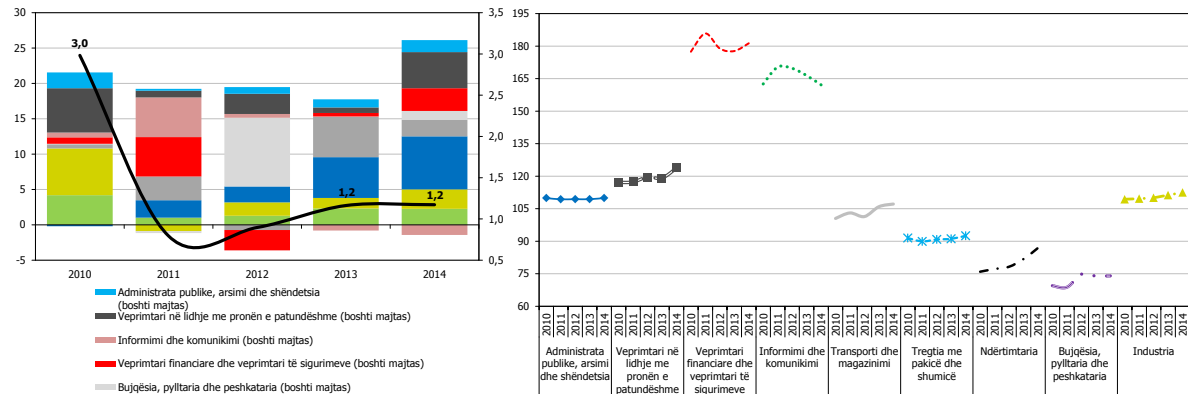 30
25
20
15
10
5
0
-5
3,5
3,0
2,5
2,0
1,5
1,0
0,5
3,0
1,2
1,2
2010 2011 2012 2013 2014
Administrata publike, arsimi dhe shëndetsia
(boshti majtas)
Veprimtari në lidhje me pronën e patundëshme (boshti majtas)
Informimi dhe komunikimi (boshti majtas)
Veprimtari financiare dhe veprimtari të sigurimeve (boshti majtas)
Bujqësia, pylltaria dhe peshkataria (boshti majtas)
195
180
165
150
135
120
105
90
75
60
2010 2011 2012 2013 2014
2010 2011 2012 2013 2014
2010 2011 2012 2013 2014
2010 2011 2012 2013 2014
2010 2011 2012 2013 2014
2010 2011 2012 2013 2014
2010 2011 2012 2013 2014
2010 2011 2012 2013 2014
2010 2011 2012 2013 2014
Administrata
publike, arsimi
dhe shëndetsia
Veprimtari në
lidhje me
pronën e
patundëshme
Veprimtari
financiare dhe
veprimtari të
sigurimeve
Informimi dhe
komunikimi
Transporti dhe
magazinimi
Tregtia me
pakicë dhe
shumicë
Ndërtimtaria
Bujqësia,
pylltaria dhe
peshkataria
Industria